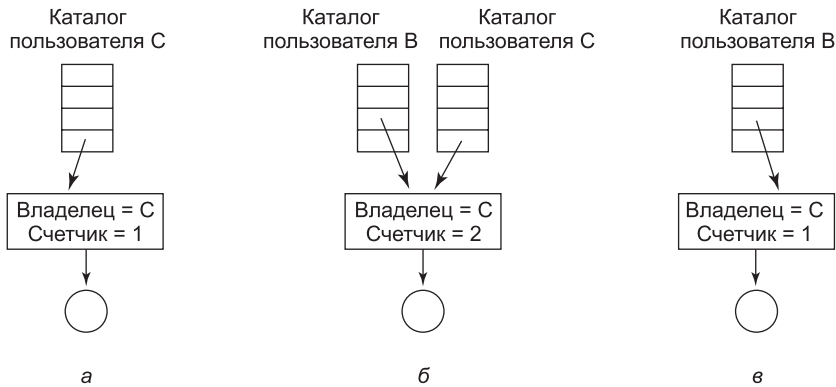 Каталог
пользователя C
Каталог
пользователя B
Каталог
пользователя C
Каталог
пользователя B
Владелец = C
Счетчик = 1
Владелец = C
Счетчик = 2
Владелец = C
Счетчик = 1
а
б
в